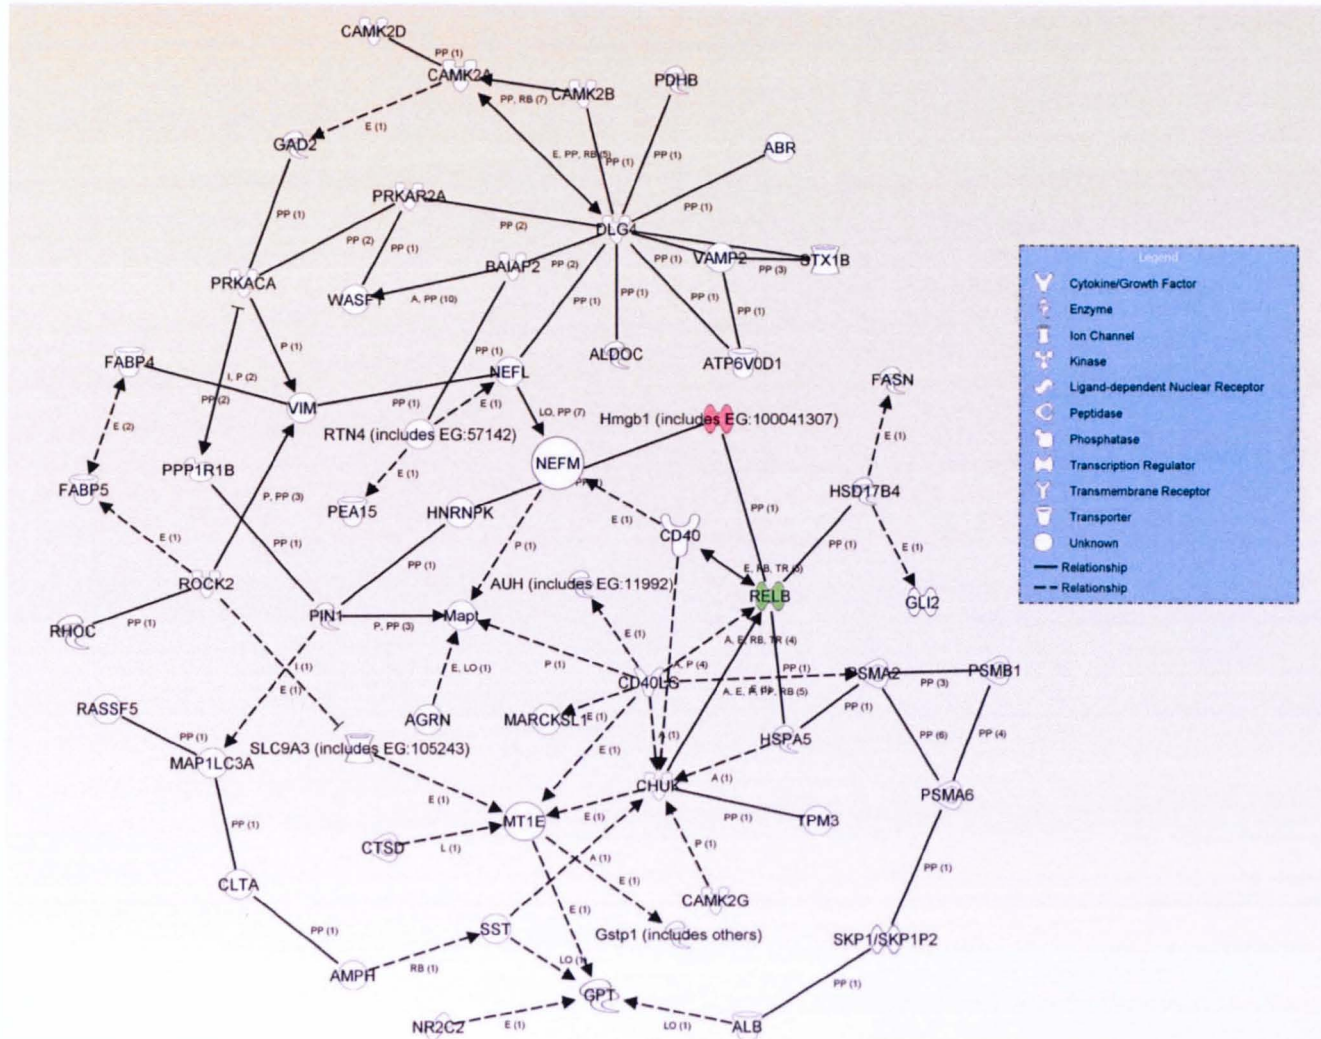 CAMK2D
PP (1)
CAMK2A
PP, RB (7)
CAMK2B
PDHB
E (1)
GAD2
E, PP, RB (5)
PP (1)
PP (1)
ABR
PRKAR2A
PP (1)
PP (1)
PP (2)
DLG4
PP (2)
PP (1)
BAIAP2
PP (2)
PP (1)
VAMP2
PP (3)
STX1B
PRKACA
WASF1
A, PP (10)
PP (1)
PP (1)
PP (1)
PP (1)
P (1)
PP (1)
ALDOC
ATP6V0D1
FABP4
NEFL
I, P (2)
PP (2)
VIM
PP (1)
E (1)
LO, PP (7)
FASN
E (2)
RTN4 (includes EG:57142)
Hmgb1 (includes EG:100041307)
E (1)
PPP1R1B
E (1)
NEFM
FABP5
P, PP (3)
PEA15
HNRNPK
HSD17B4
E (1)
PP (1)
E (1)
CD40
PP (1)
E (1)
PP (1)
P (1)
PP (1)
ROCK2
AUH (includes EG:11992)
E, RB, TR (3)
RELB
GLI2
RHOC
PP (1)
PIN1
P, PP (3)
Mapt
E (1)
A, E, RB, TR (4)
I (1)
E (1)
E, LO (1)
P (1)
A, P (4)
PP (1)
PSMA2
PP (3)
PSMB1
CD40LG
RASSF5
AGRN
MARCKSL1
E (1)
PP (1)
PP (1)
SLC9A3 (includes EG:105243)
E (1)
HSPA5
PP (6)
PP (4)
MAP1LC3A
A (1)
CHUK
PSMA6
E (1)
E (1)
PP (1)
TPM3
PP (1)
MT1E
CTSD
L (1)
P (1)
A (1)
PP (1)
CLTA
E (1)
CAMK2G
PP (1)
E (1)
SST
Gstp1 (includes others)
SKP1/SKP1P2
AMPH
RB (1)
PP (1)
GPT
NR2C2
E (1)
LO (1)
ALB
Legend
Cytokine/Growth Factor
Enzyme
Ion Channel
Kinase
Ligand-dependent Nuclear Receptor
Peptidase
Phosphatase
Transcription Regulator
Transmembrane Receptor
Transporter
Unknown
Relationship
Relationship